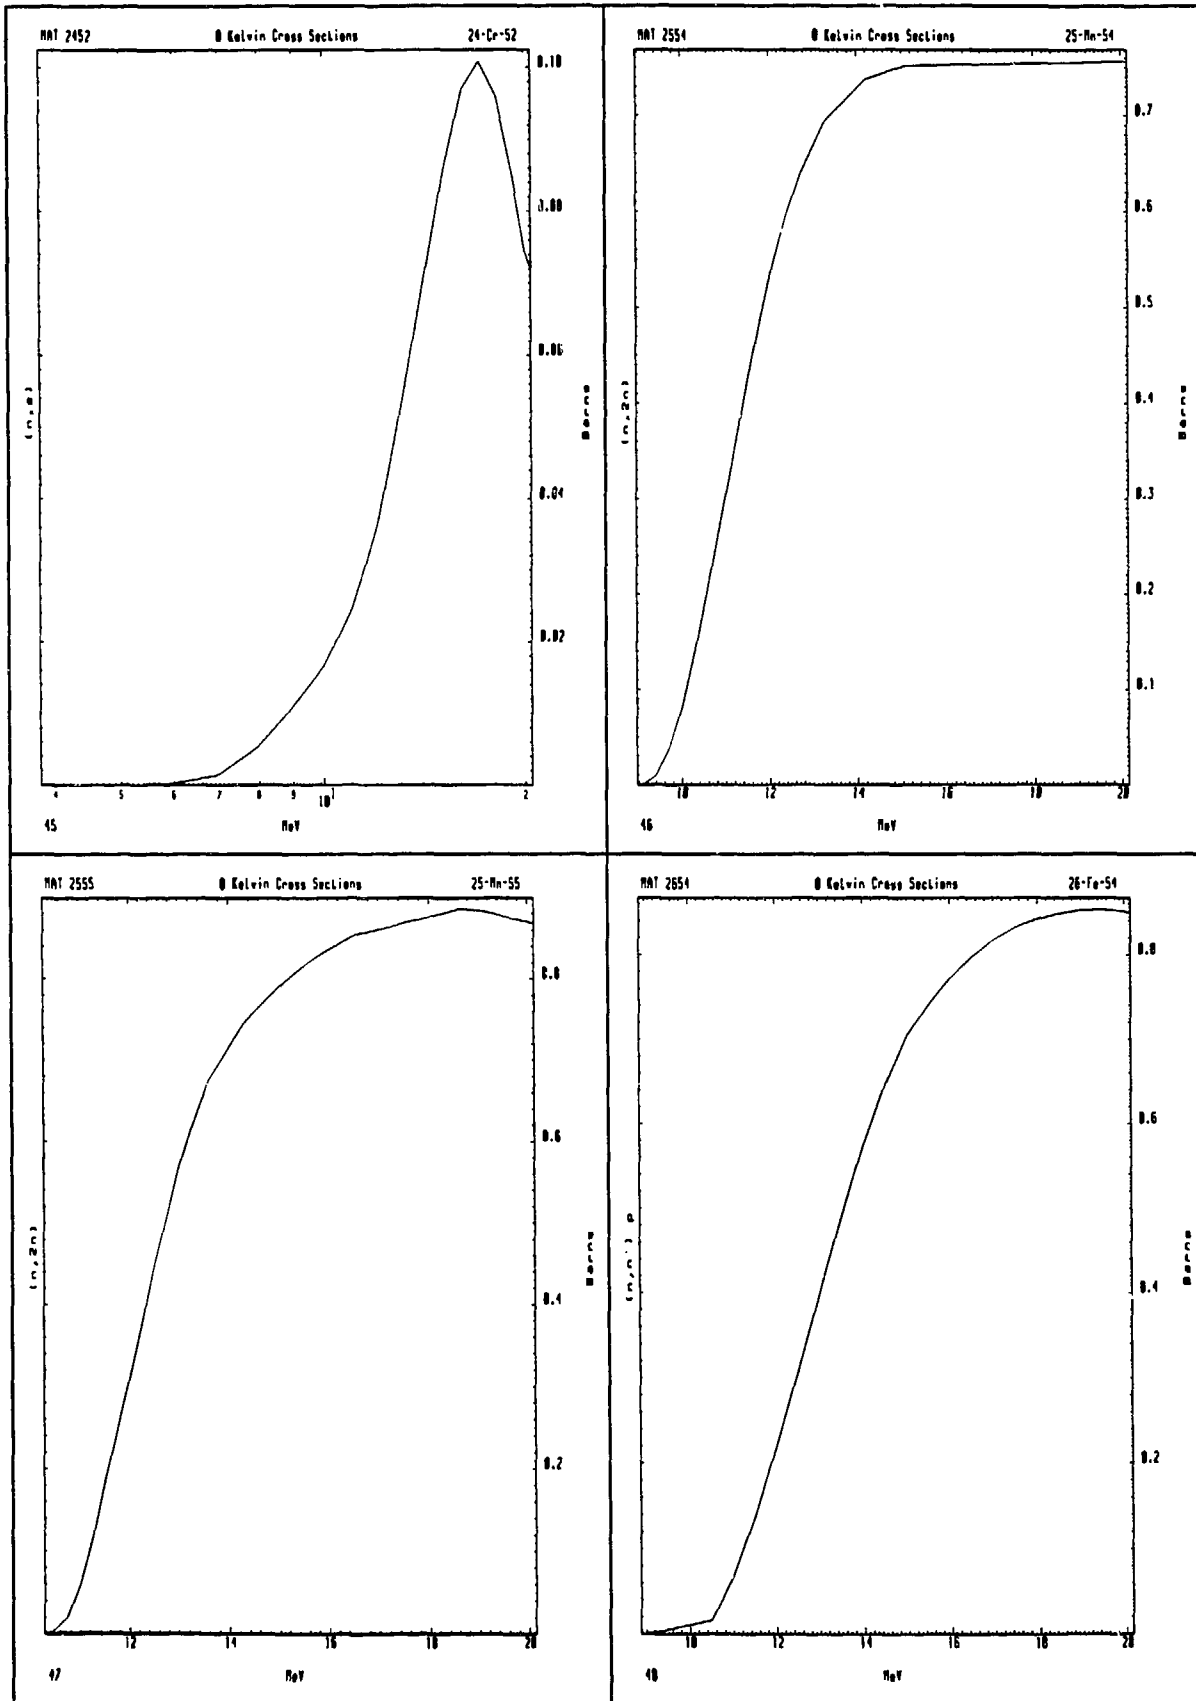 MAT 2452 0 Kelvin Cross Sections 24-Cr-52
0.10
0.08
0.06
0.04
0.02
Barns
4 5 6 7 8 9 10¹ 2
45 MeV
MAT 2554 0 Kelvin Cross Sections 25-Mn-54
0.7
0.6
0.5
0.4
0.3
0.2
0.1
(n,2n)
Barns
10 12 14 16 18 20
46 MeV
MAT 2555 0 Kelvin Cross Sections 25-Mn-55
0.8
0.6
0.4
0.2
(n,2n)
Barns
12 14 16 18 20
47 MeV
MAT 2654 0 Kelvin Cross Sections 26-Fe-54
0.8
0.6
0.4
0.2
(n,n') p
Barns
10 12 14 16 18 20
48 MeV